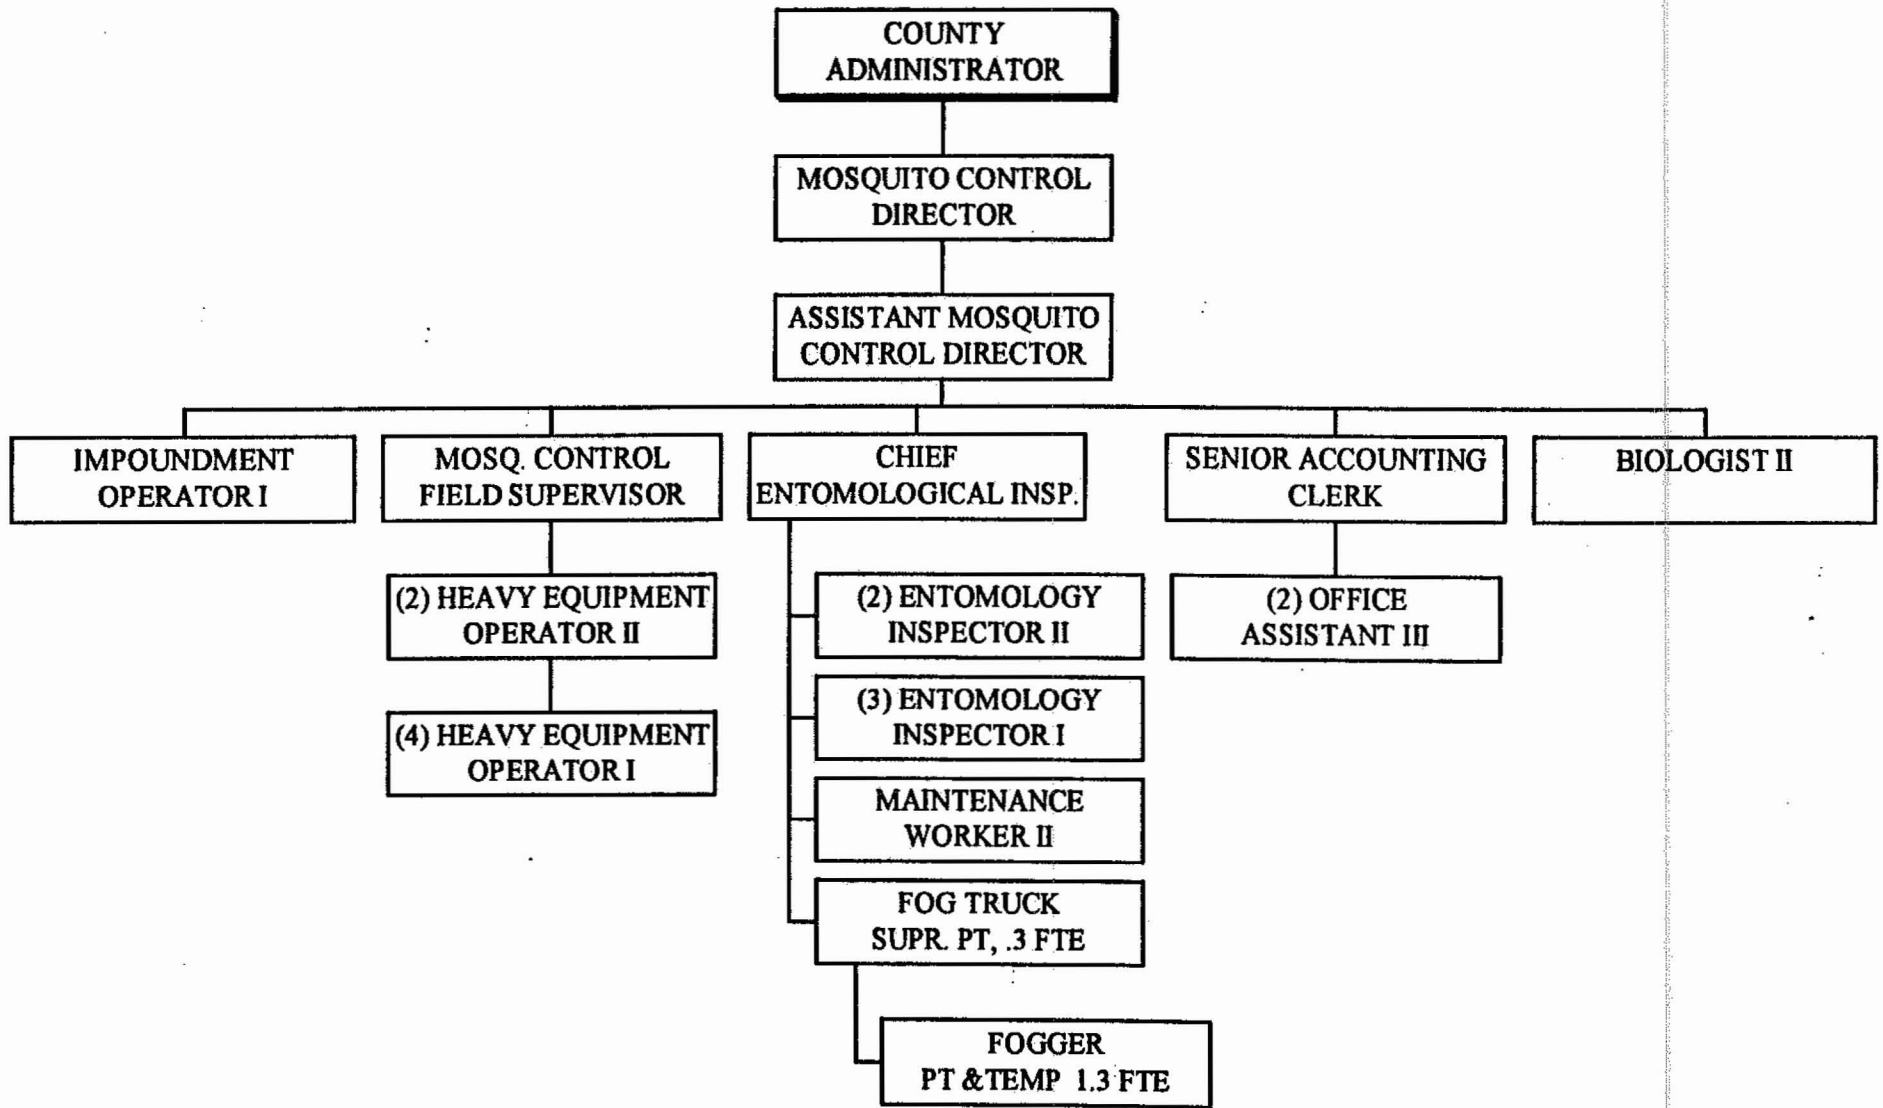 COUNTY
ADMINISTRATOR
MOSQUITO CONTROL
DIRECTOR
ASSISTANT MOSQUITO
CONTROL DIRECTOR
IMPOUNDMENT
OPERATOR I
MOSQ. CONTROL
FIELD SUPERVISOR
CHIEF
ENTOMOLOGICAL INSP.
SENIOR ACCOUNTING
CLERK
BIOLOGIST II
(2) HEAVY EQUIPMENT
OPERATOR II
(4) HEAVY EQUIPMENT
OPERATOR I
(2) ENTOMOLOGY
INSPECTOR II
(3) ENTOMOLOGY
INSPECTOR I
MAINTENANCE
WORKER II
FOG TRUCK
SUPR. PT, .3 FTE
FOGGER
PT &TEMP 1.3 FTE
(2) OFFICE
ASSISTANT III